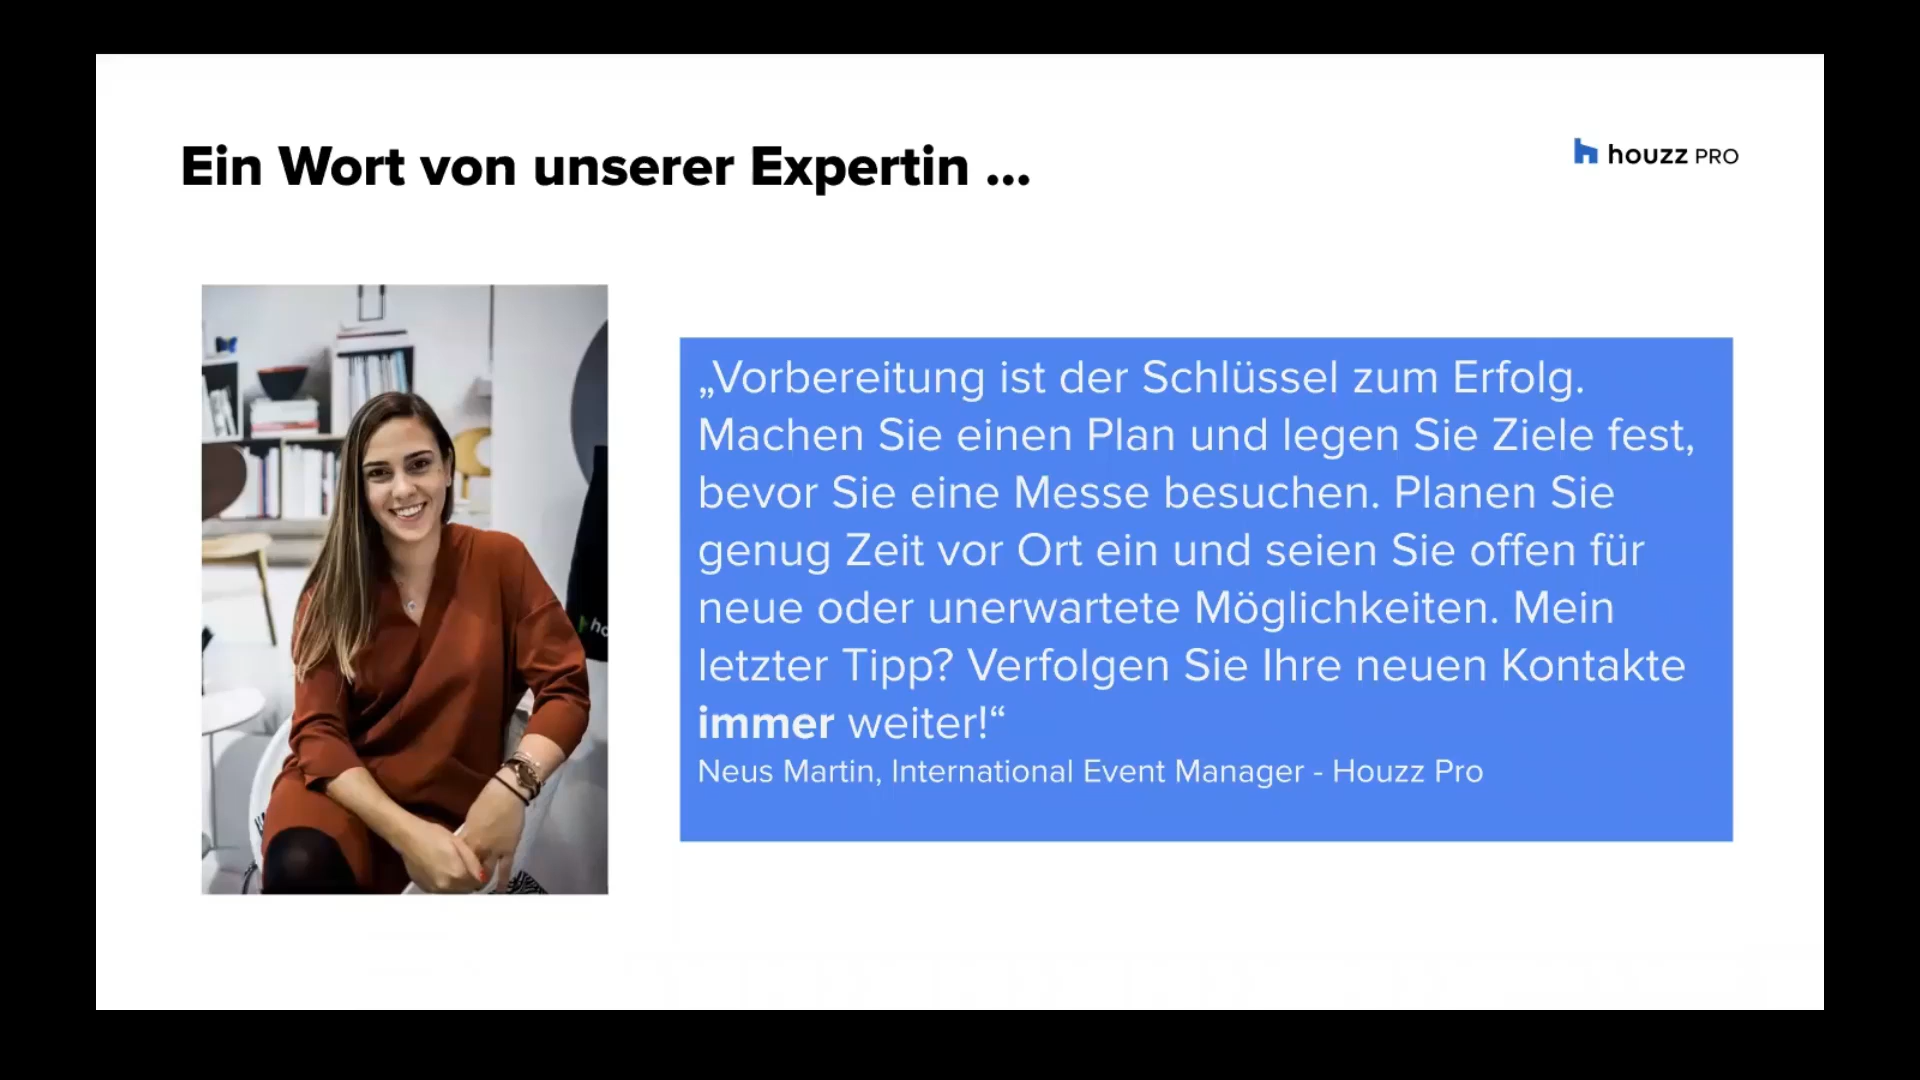 Ein Wort von unserer Expertin ...
houzz PRO
„Vorbereitung ist der Schlüssel zum Erfolg.
Machen Sie einen Plan und legen Sie Ziele fest,
bevor Sie eine Messe besuchen. Planen Sie
genug Zeit vor Ort ein und seien Sie offen für
neue oder unerwartete Möglichkeiten. Mein
letzter Tipp? Verfolgen Sie Ihre neuen Kontakte
immer weiter!“
Neus Martin, International Event Manager - Houzz Pro